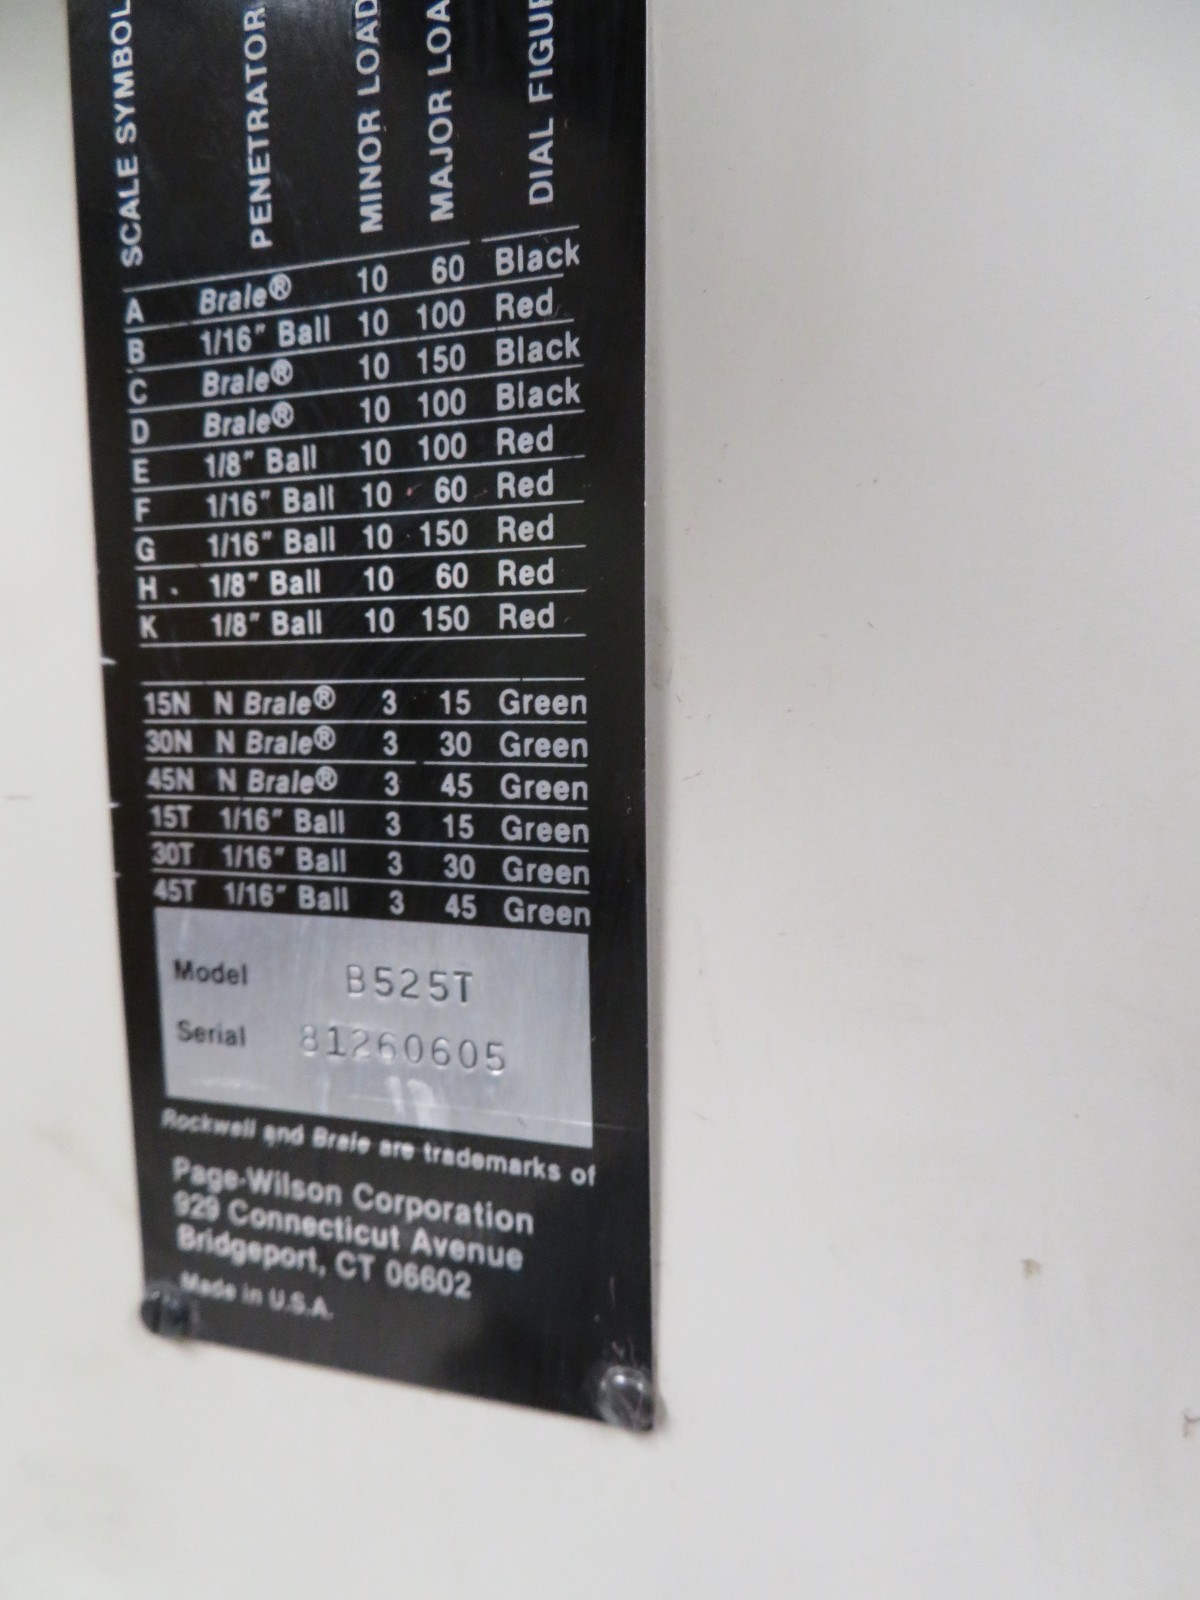 SCALE SYMBOL PENETRATOR MINOR LOAD MAJOR LOA DIAL FIGU
A Brale® 10 60 Black
B 1/16" Ball 10 100 Red
C Brale® 10 150 Black
D Brale® 10 100 Black
E 1/8" Ball 10 100 Red
F 1/16" Ball 10 60 Red
G 1/16" Ball 10 150 Red
H 1/8" Ball 10 60 Red
K 1/8" Ball 10 150 Red
15N N Brale® 3 15 Green
30N N Brale® 3 30 Green
45N N Brale® 3 45 Green
15T 1/16" Ball 3 15 Green
30T 1/16" Ball 3 30 Green
45T 1/16" Ball 3 45 Green
Model B525T
Serial 81260605
Rockwell and Brale are trademarks of
Page-Wilson Corporation
929 Connecticut Avenue
Bridgeport, CT 06602
Made in U.S.A.